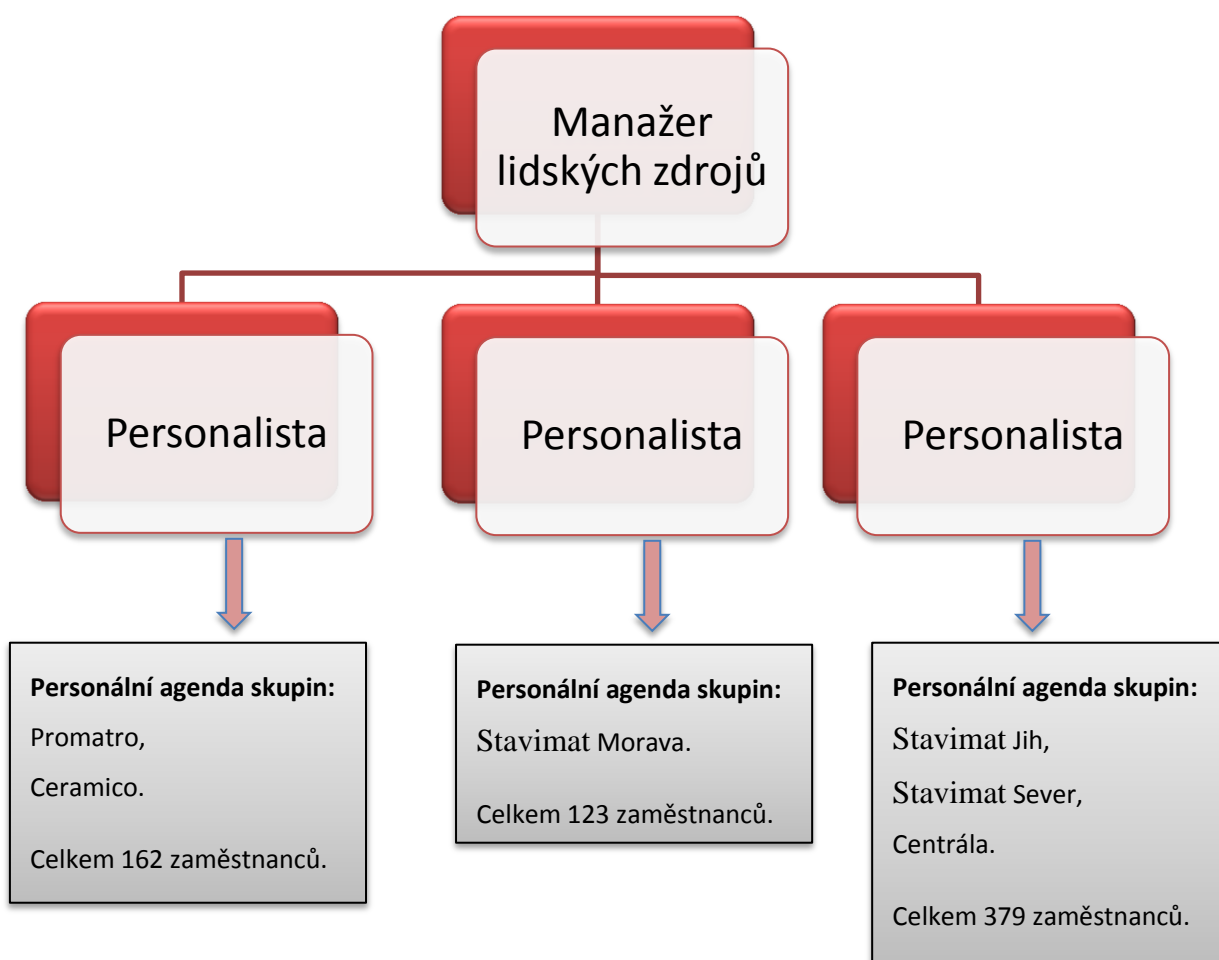 Manažer
lidských zdrojů
Personalista
Personalista
Personalista
Personální agenda skupin:
Promatro,
Ceramico.
Celkem 162 zaměstnanců.
Personální agenda skupin:
Stavimat Morava.
Celkem 123 zaměstnanců.
Personální agenda skupin:
Stavimat Jih,
Stavimat Sever,
Centrála.
Celkem 379 zaměstnanců.